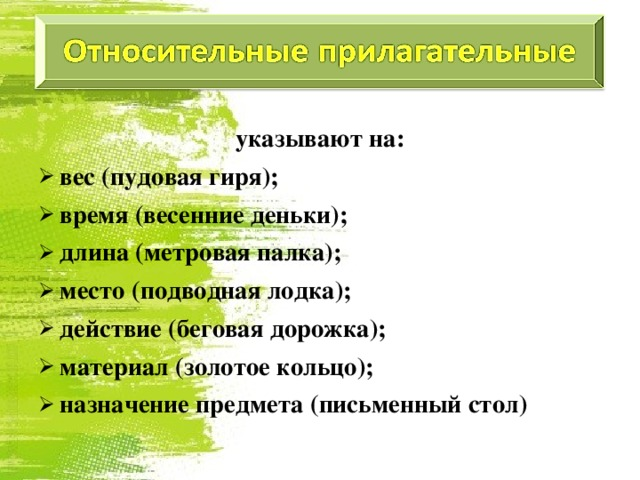 Относительные прилагательные
указывают на:
➢ вес (пудовая гиря);
➢ время (весенние деньки);
➢ длина (метровая палка);
➢ место (подводная лодка);
➢ действие (беговая дорожка);
➢ материал (золотое кольцо);
➢ назначение предмета (письменный стол)